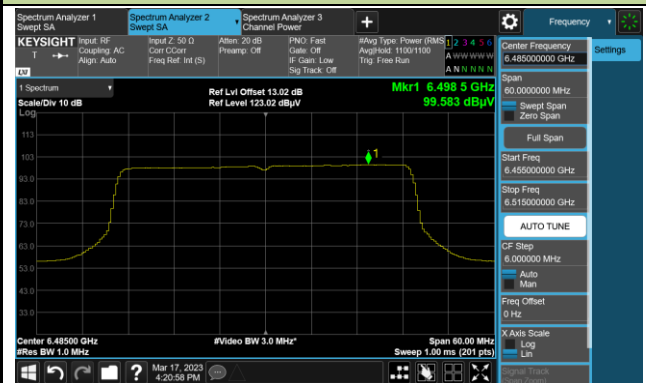 Spectrum Analyzer 1
Swept SA
Spectrum Analyzer 2
Swept SA
Spectrum Analyzer 3
Channel Power
+
Frequency
KEYSIGHT
T
LXI
Input: RF
Coupling: AC
Align: Auto
Input Z: 50 Ω
Corr CCorr
Freq Ref: Int (S)
Atten: 20 dB
Preamp: Off
PNO: Fast
Gate: Off
IF Gain: Low
Sig Track: Off
#Avg Type: Power (RMS
Avg|Hold: 1100/1100
Trig: Free Run
1 2 3 4 5 6
A W W W W W
A N N N N N
1 Spectrum
Scale/Div 10 dB
Log
Ref Lvl Offset 13.02 dB
Ref Level 123.02 dBµV
Mkr1 6.498 5 GHz
99.583 dBµV
113
103
93.0
83.0
73.0
63.0
53.0
43.0
33.0
1
Center 6.48500 GHz
#Res BW 1.0 MHz
#Video BW 3.0 MHz*
Span 60.00 MHz
Sweep 1.00 ms (201 pts)
Mar 17, 2023
4:20:58 PM
Center Frequency
6.485000000 GHz
Settings
Span
60.0000000 MHz
Swept Span
Zero Span
Full Span
Start Freq
6.455000000 GHz
Stop Freq
6.515000000 GHz
AUTO TUNE
CF Step
6.000000 MHz
Auto
Man
Freq Offset
0 Hz
X Axis Scale
Log
Lin
Signal Track
(Span Zoom)